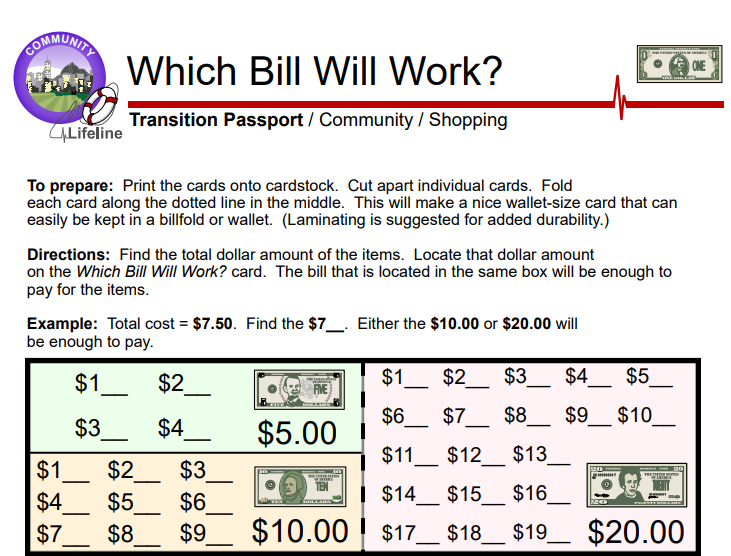 COMMUNITY
Lifeline
Which Bill Will Work?
ONE
Transition Passport / Community / Shopping
To prepare: Print the cards onto cardstock. Cut apart individual cards. Fold
each card along the dotted line in the middle. This will make a nice wallet-size card that can
easily be kept in a billfold or wallet. (Laminating is suggested for added durability.)
Directions: Find the total dollar amount of the items. Locate that dollar amount
on the Which Bill Will Work? card. The bill that is located in the same box will be enough to
pay for the items.
Example: Total cost = $7.50. Find the $7__. Either the $10.00 or $20.00 will
be enough to pay.
$1__ $2__
FIVE
$3__ $4__
$5.00
$1__ $2__ $3__
TEN
$4__ $5__ $6__
$7__ $8__ $9__
$10.00
$1__ $2__ $3__ $4__ $5__
$6__ $7__ $8__ $9__ $10__
$11__ $12__ $13__
$14__ $15__ $16__
TWENTY
$17__ $18__ $19__
$20.00